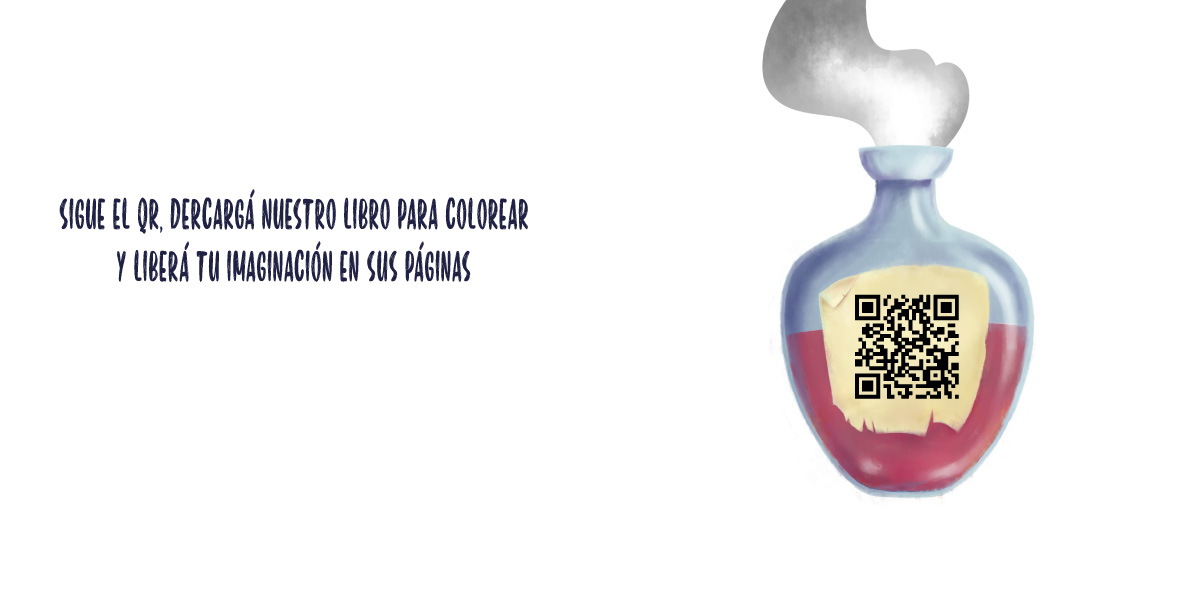 SIGUE EL QR, DERCARGÁ NUESTRO LIBRO PARA COLOREAR
Y LIBERÁ TU IMAGINACIÓN EN SUS PÁGINAS